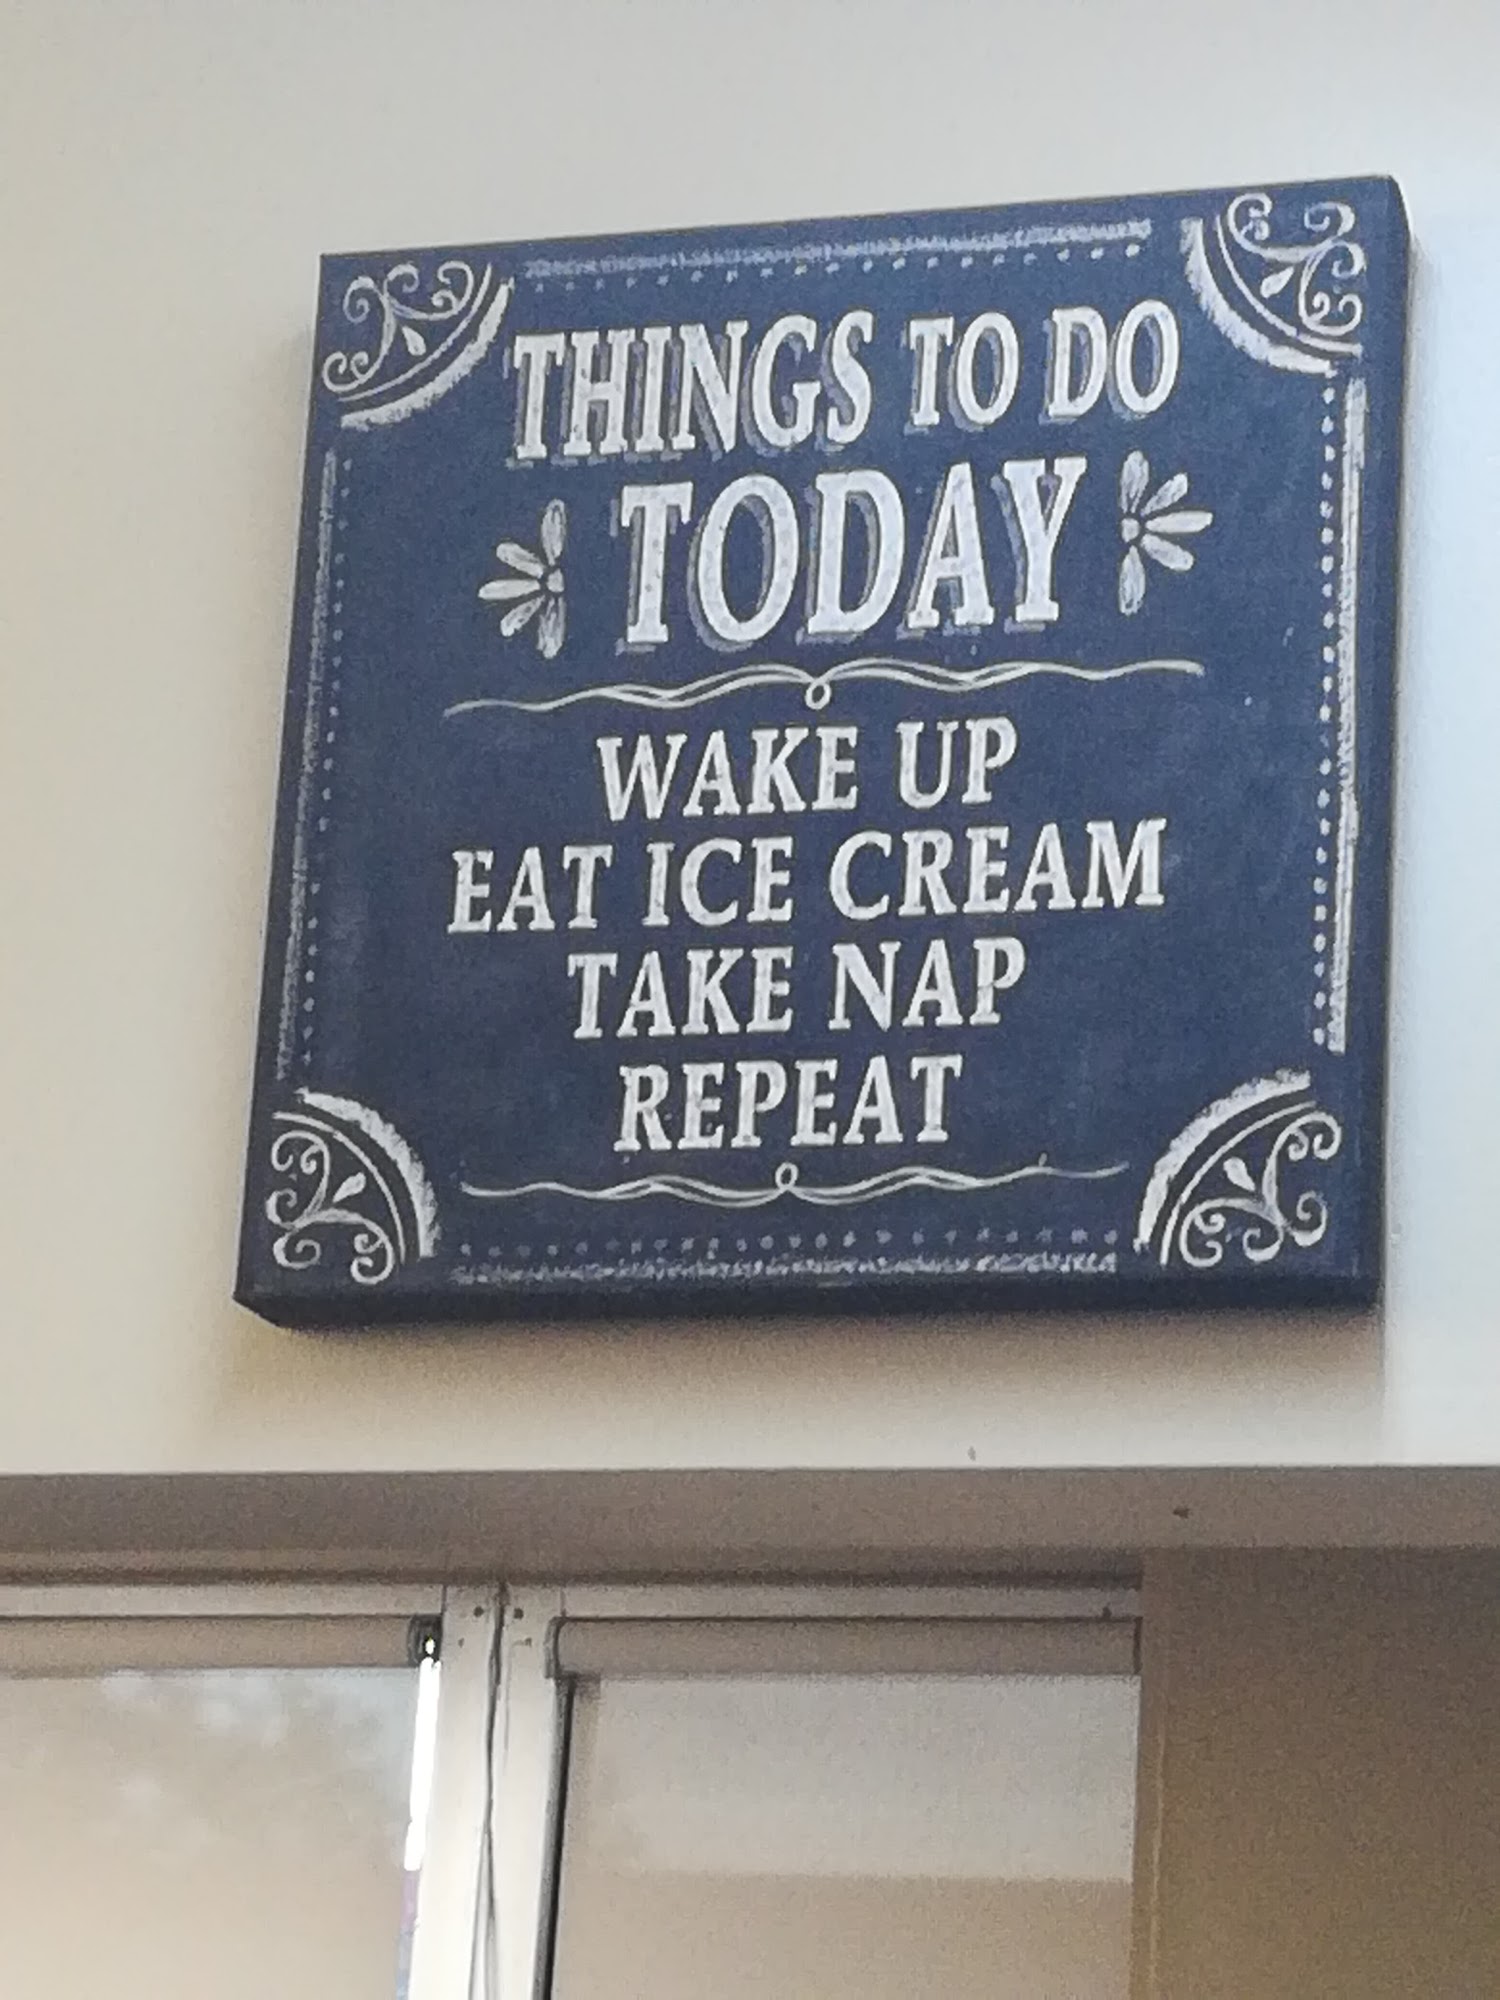 THINGS TO DO
TODAY
WAKE UP
EAT ICE CREAM
TAKE NAP
REPEAT